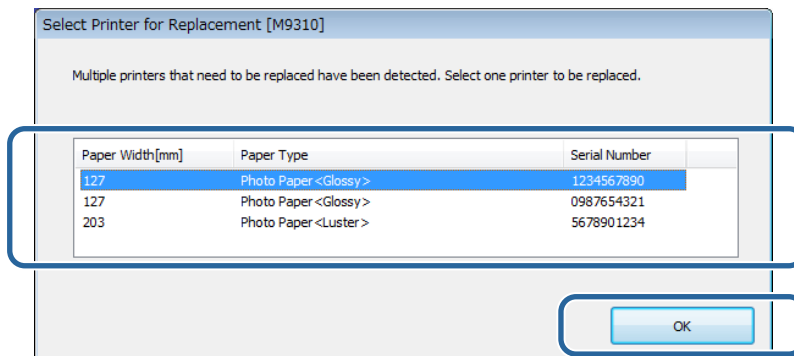 Select Printer for Replacement [M9310]
Multiple printers that need to be replaced have been detected. Select one printer to be replaced.
Paper Width[mm] Paper Type Serial Number
127 Photo Paper<Glossy> 1234567890
127 Photo Paper<Glossy> 0987654321
203 Photo Paper<Luster> 5678901234
OK